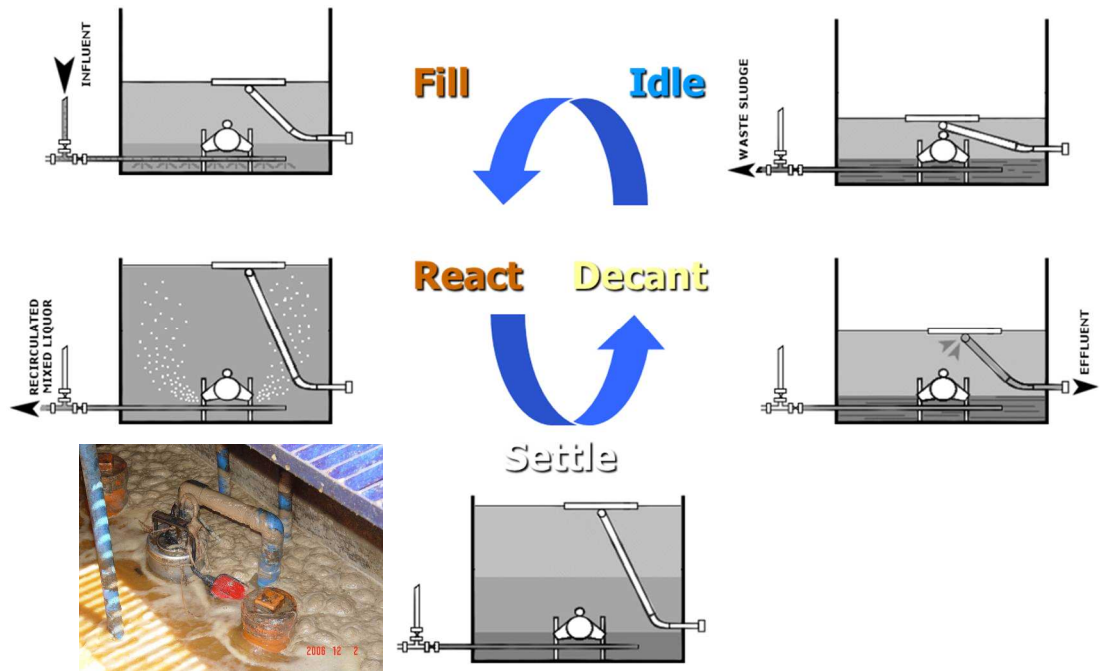 INFLUENT
Fill
Idle
WASTE SLUDGE
RECIRCULATED
MIXED LIQUOR
React
Decant
EFFLUENT
Settle
2006 12 2